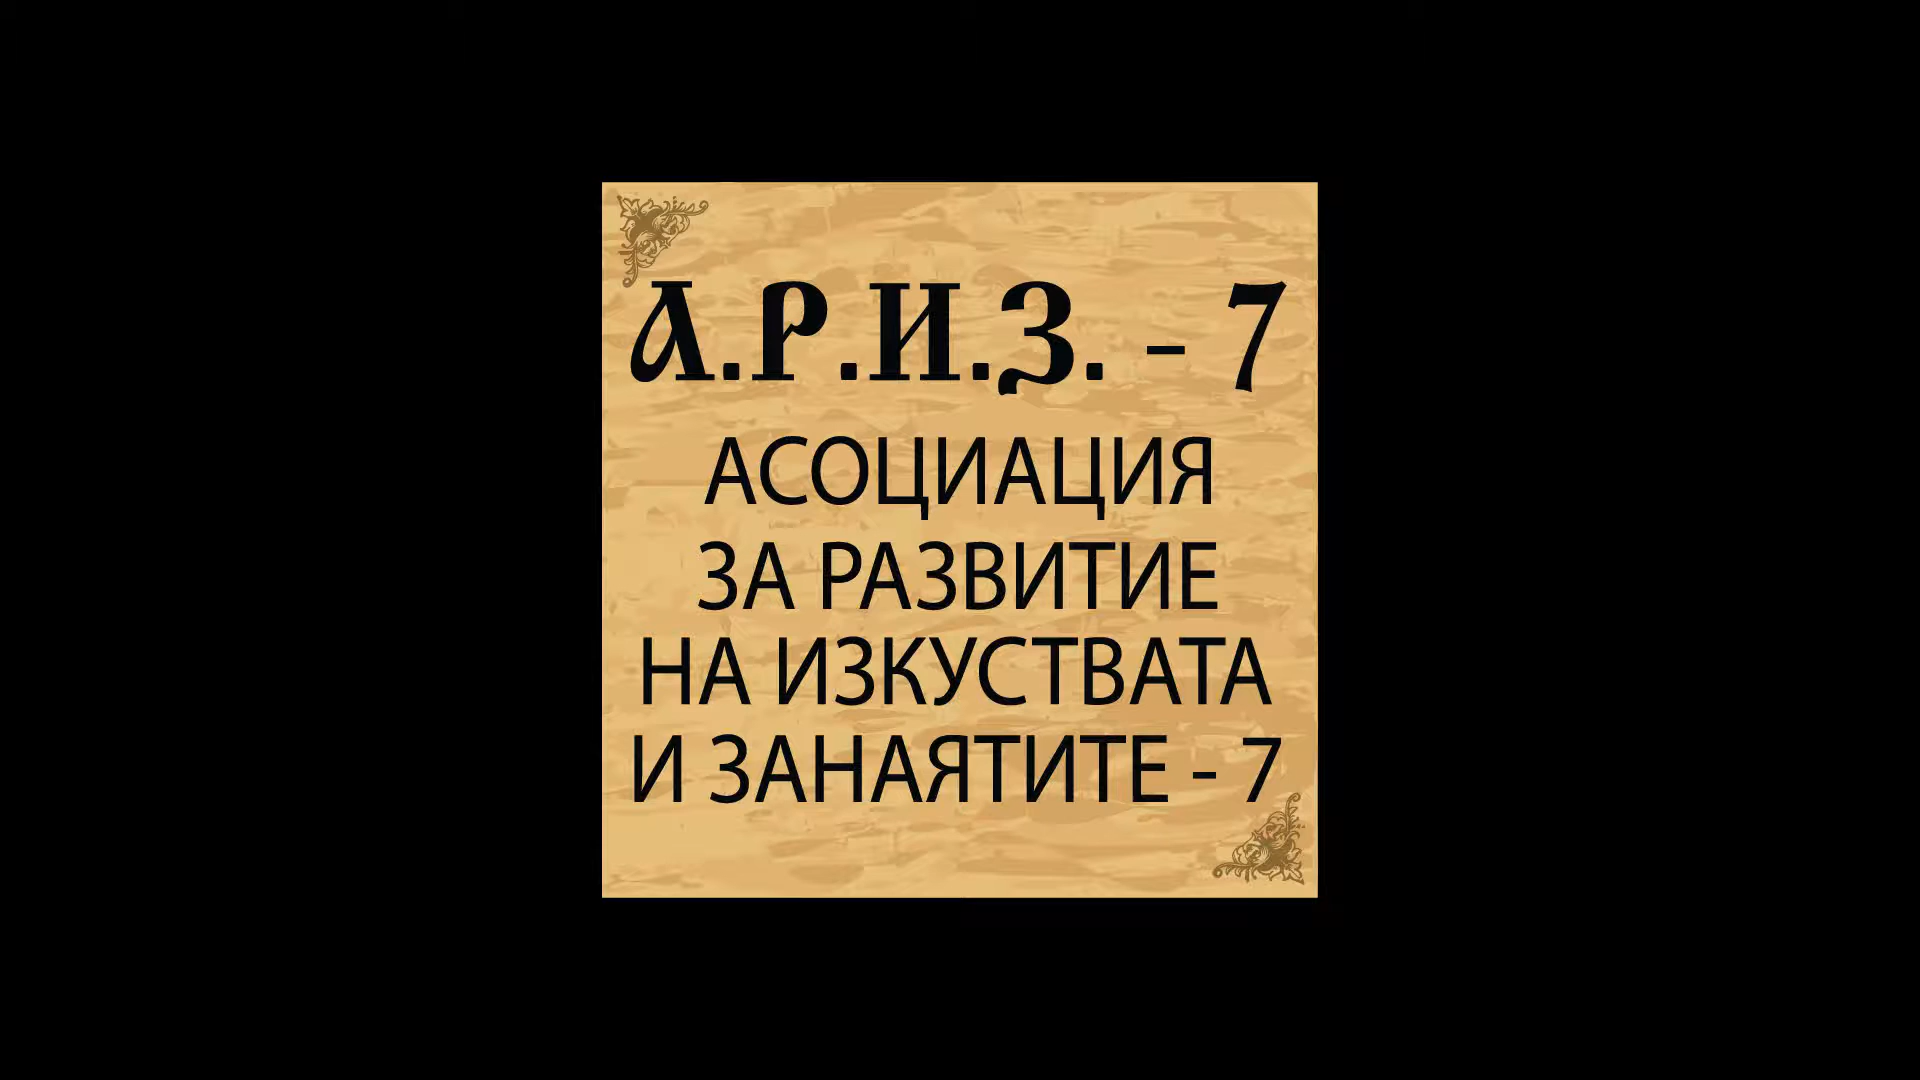 А.Р.И.З. - 7
АСОЦИАЦИЯ
ЗА РАЗВИТИЕ
НА ИЗКУСТВАТА
И ЗАНАЯТИТЕ - 7